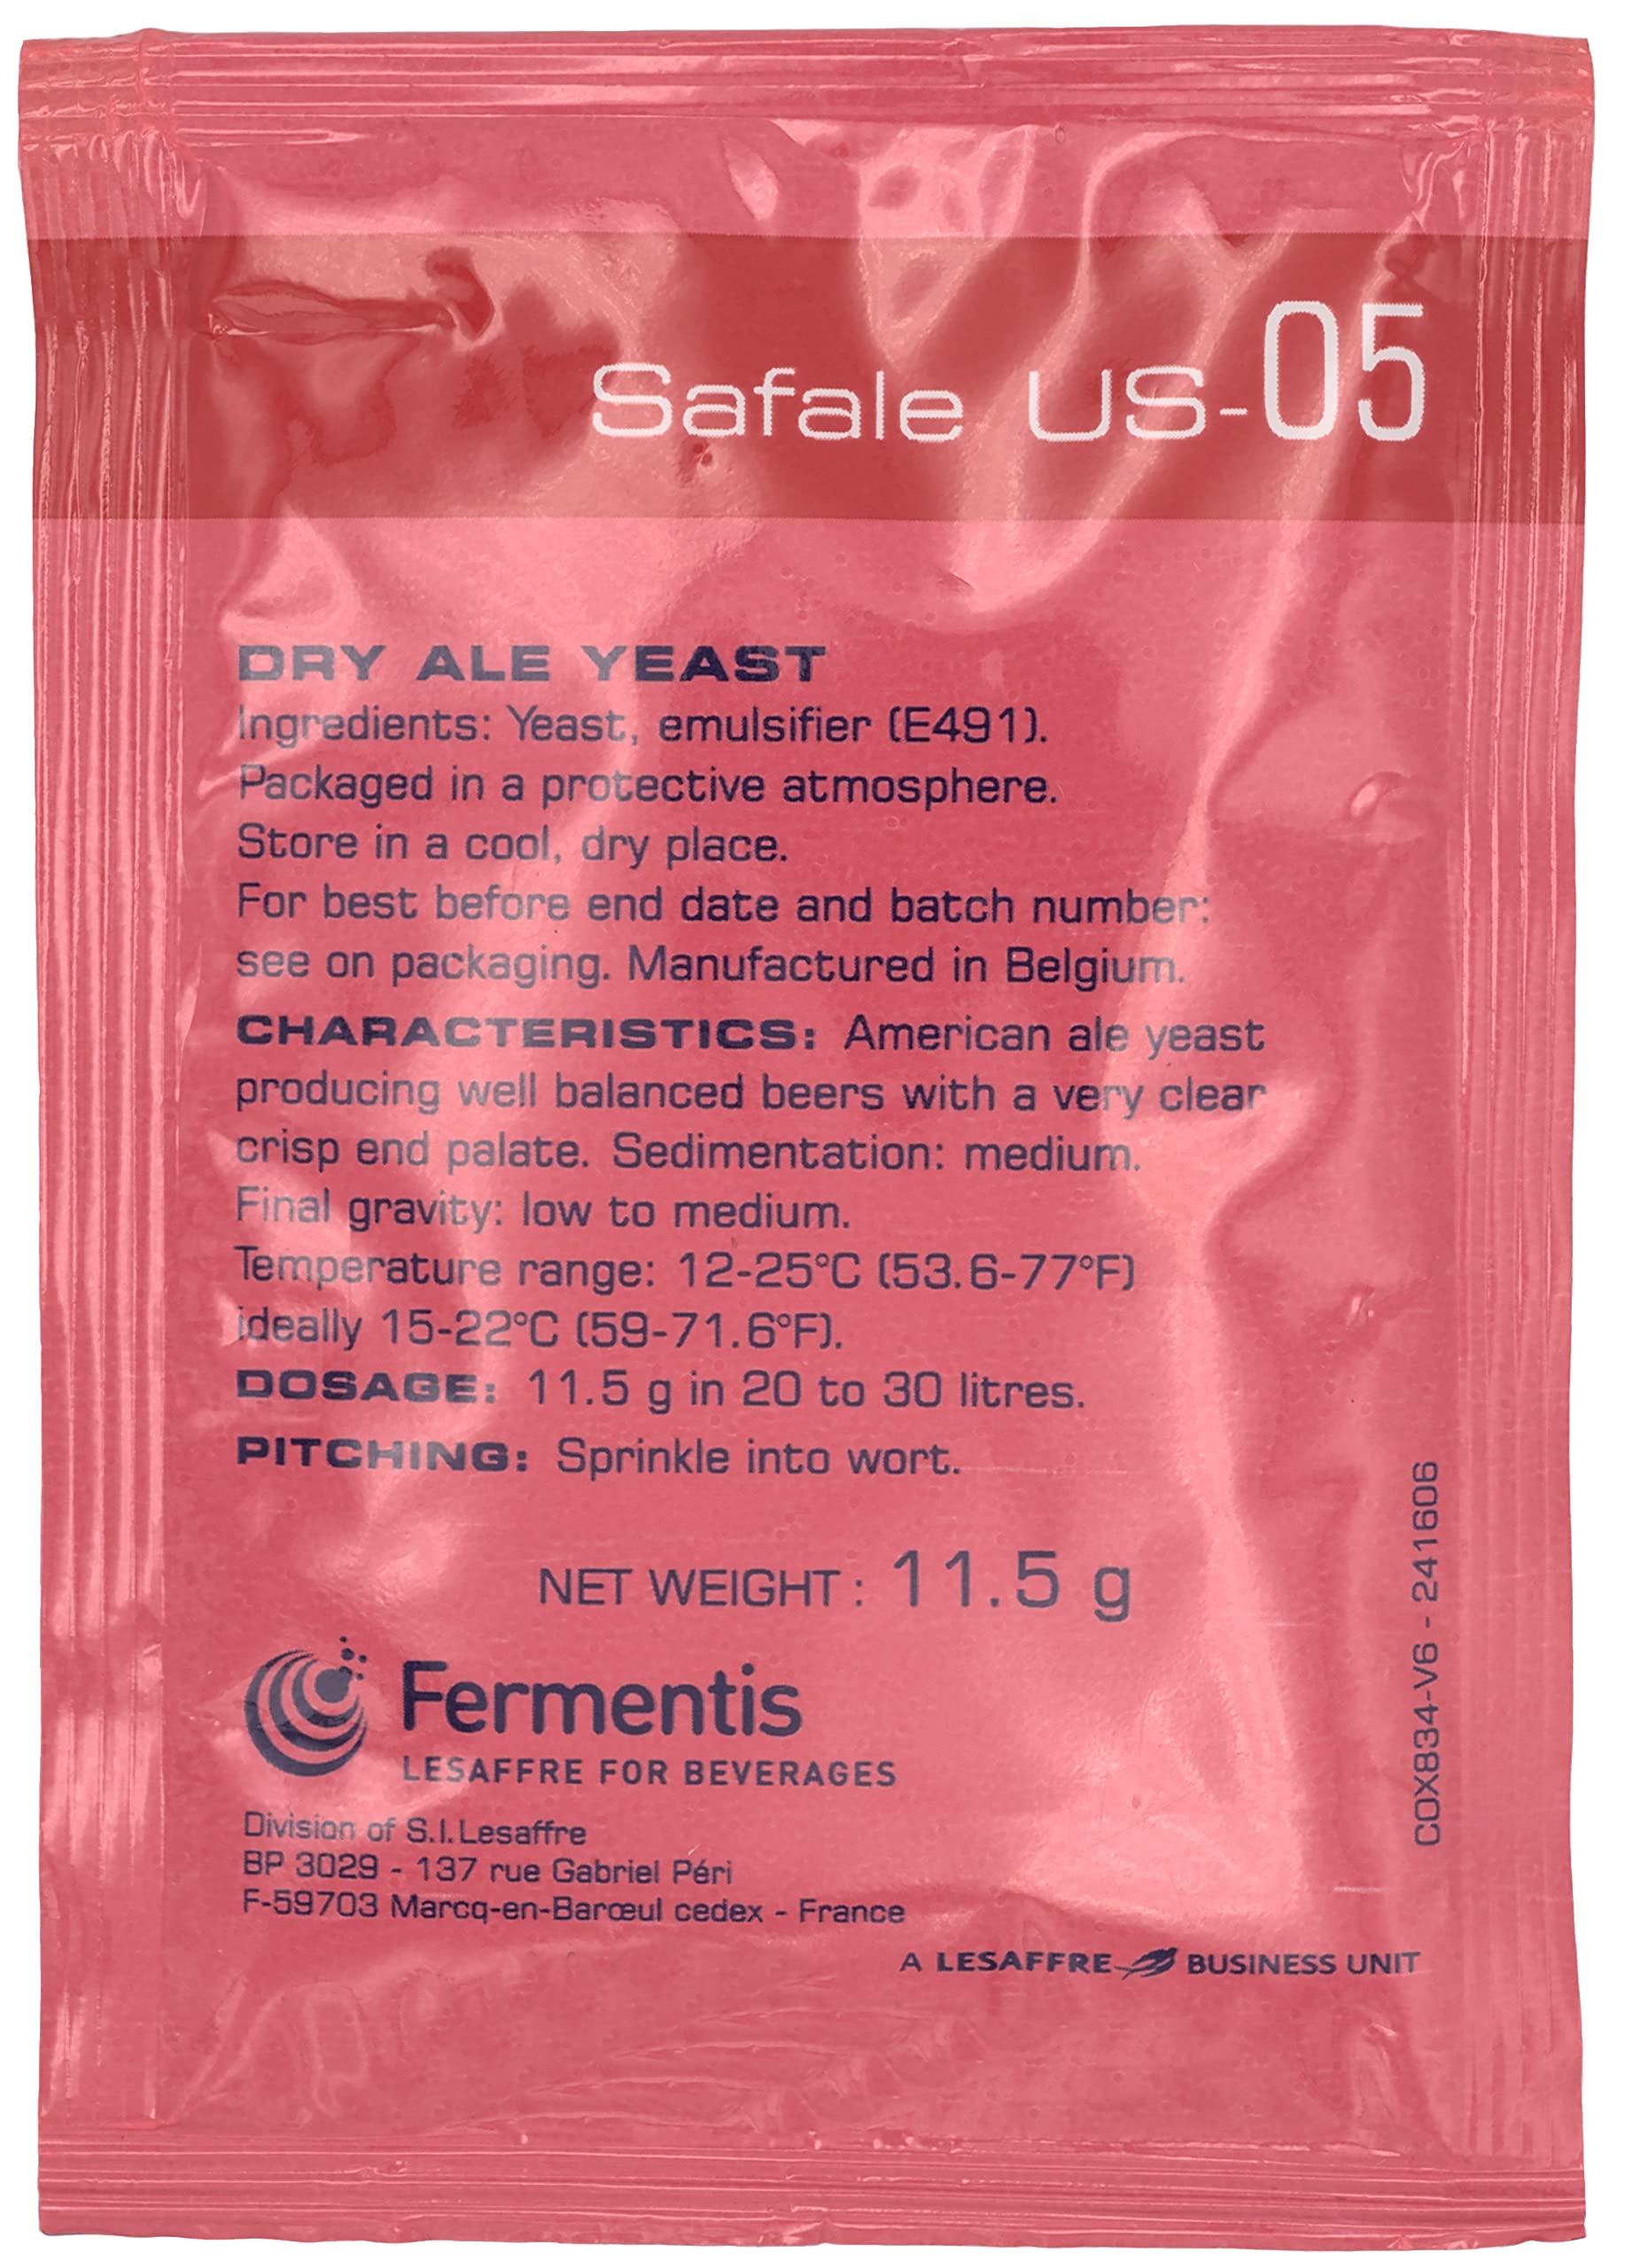 Safale US-05
DRY ALE YEAST
Ingredients: Yeast, emulsifier (E491).
Packaged in a protective atmosphere.
Store in a cool, dry place.
For best before end date and batch number:
see on packaging. Manufactured in Belgium.
CHARACTERISTICS: American ale yeast
producing well balanced beers with a very clear
crisp end palate. Sedimentation: medium.
Final gravity: low to medium.
Temperature range: 12-25°C (53.6-77°F)
ideally 15-22°C (59-71.6°F).
DOSAGE: 11.5 g in 20 to 30 litres.
PITCHING: Sprinkle into wort.
NET WEIGHT : 11.5 g
Fermentis
LESAFFRE FOR BEVERAGES
Division of S.I.Lesaffre
BP 3029 - 137 rue Gabriel Péri
F-59703 Marcq-en-Barœul cedex - France
A LESAFFRE BUSINESS UNIT
COX834-V6 - 241606